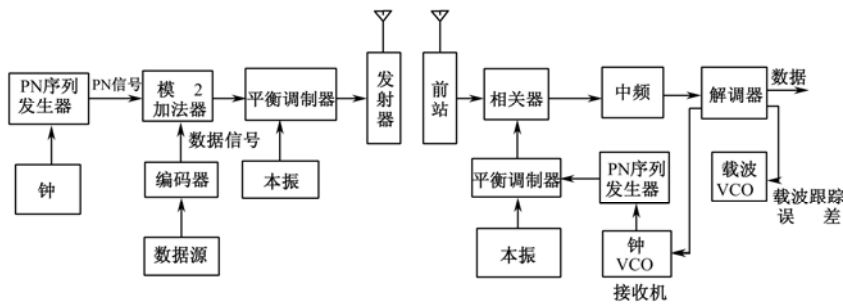 PN序列
发生器
PN信号
模 2
加法器
平衡调制器
发射器
钟
数据信号
编码器
本振
数据源
前站
相关器
中频
解调器
数据
平衡调制器
PN序列
发生器
载波
VCO
载波跟踪
误 差
本振
钟
VCO
接收机